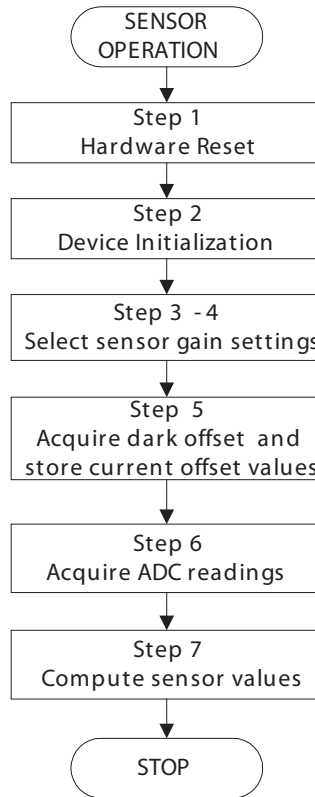 SENSOR
OPERATION
Step 1
Hardware Reset
Step 2
Device Initialization
Step 3 - 4
Select sensor gain settings
Step 5
Acquire dark offset and
store current offset values
Step 6
Acquire ADC readings
Step 7
Compute sensor values
STOP